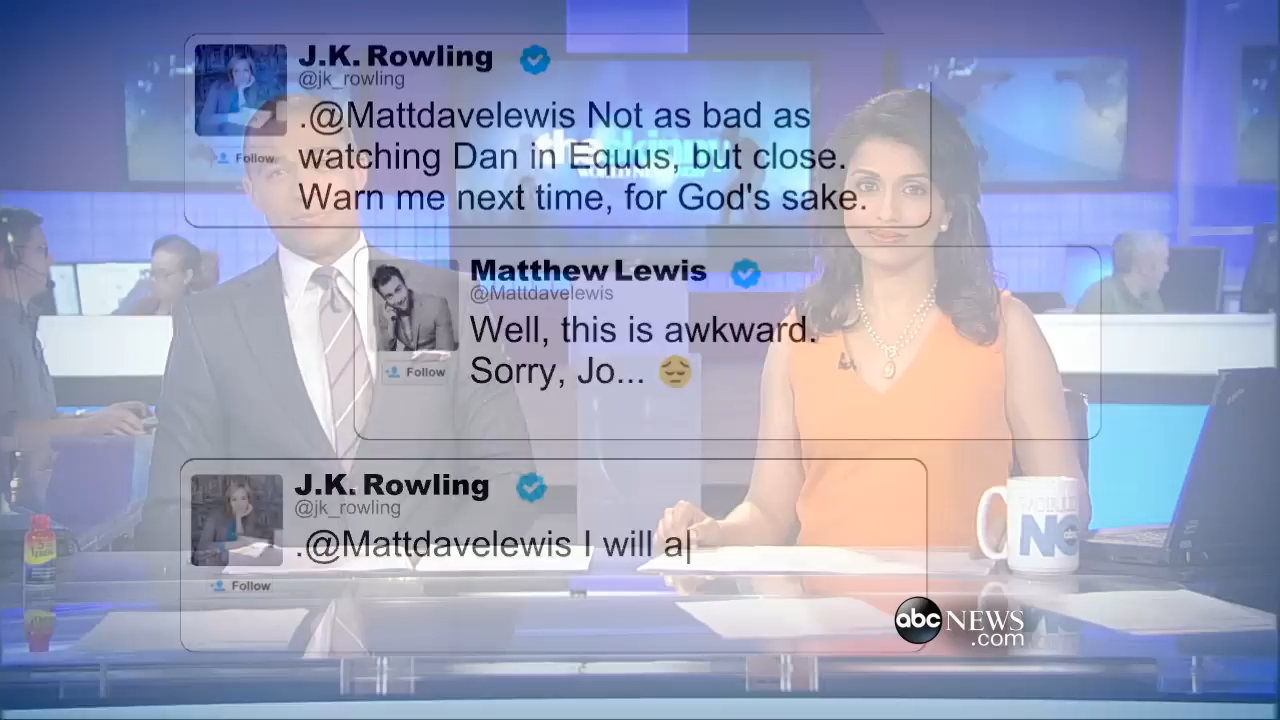 J.K. Rowling
@jk_rowling
.@Mattdavelewis Not as bad as
watching Dan in Equus, but close.
Warn me next time, for God's sake.
Follow
Matthew Lewis
@Mattdavelewis
Well, this is awkward.
Sorry, Jo... 😔
Follow
J.K. Rowling
@jk_rowling
.@Mattdavelewis I will a|
Follow
abc NEWS
.com